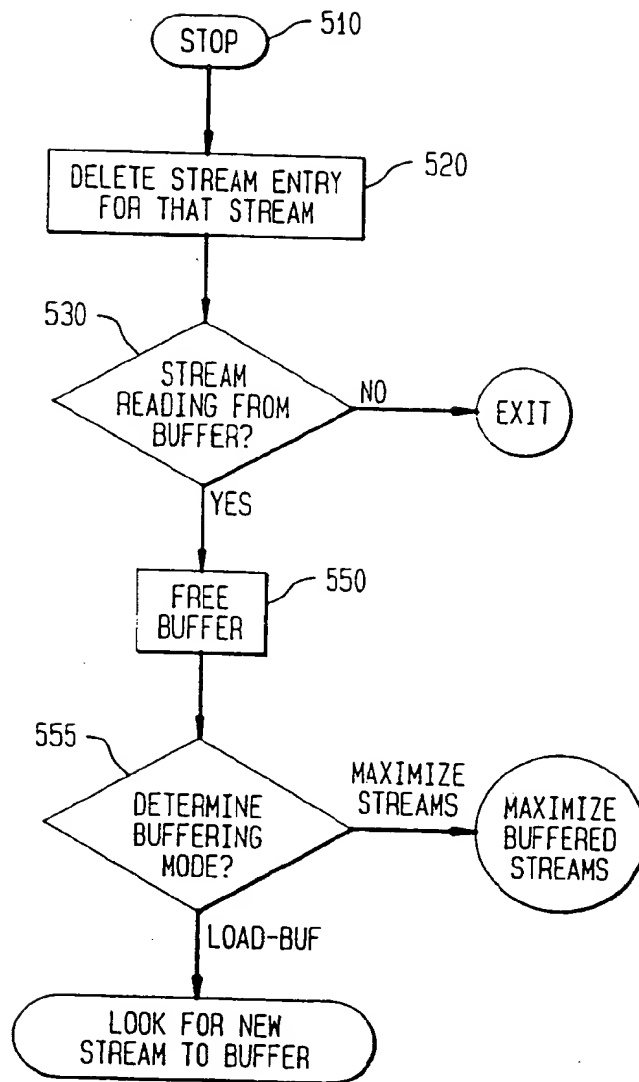 STOP
510
DELETE STREAM ENTRY
FOR THAT STREAM
520
530
STREAM
READING FROM
BUFFER?
NO
EXIT
YES
FREE
BUFFER
550
555
DETERMINE
BUFFERING
MODE?
MAXIMIZE
STREAMS
MAXIMIZE
BUFFERED
STREAMS
LOAD-BUF
LOOK FOR NEW
STREAM TO BUFFER